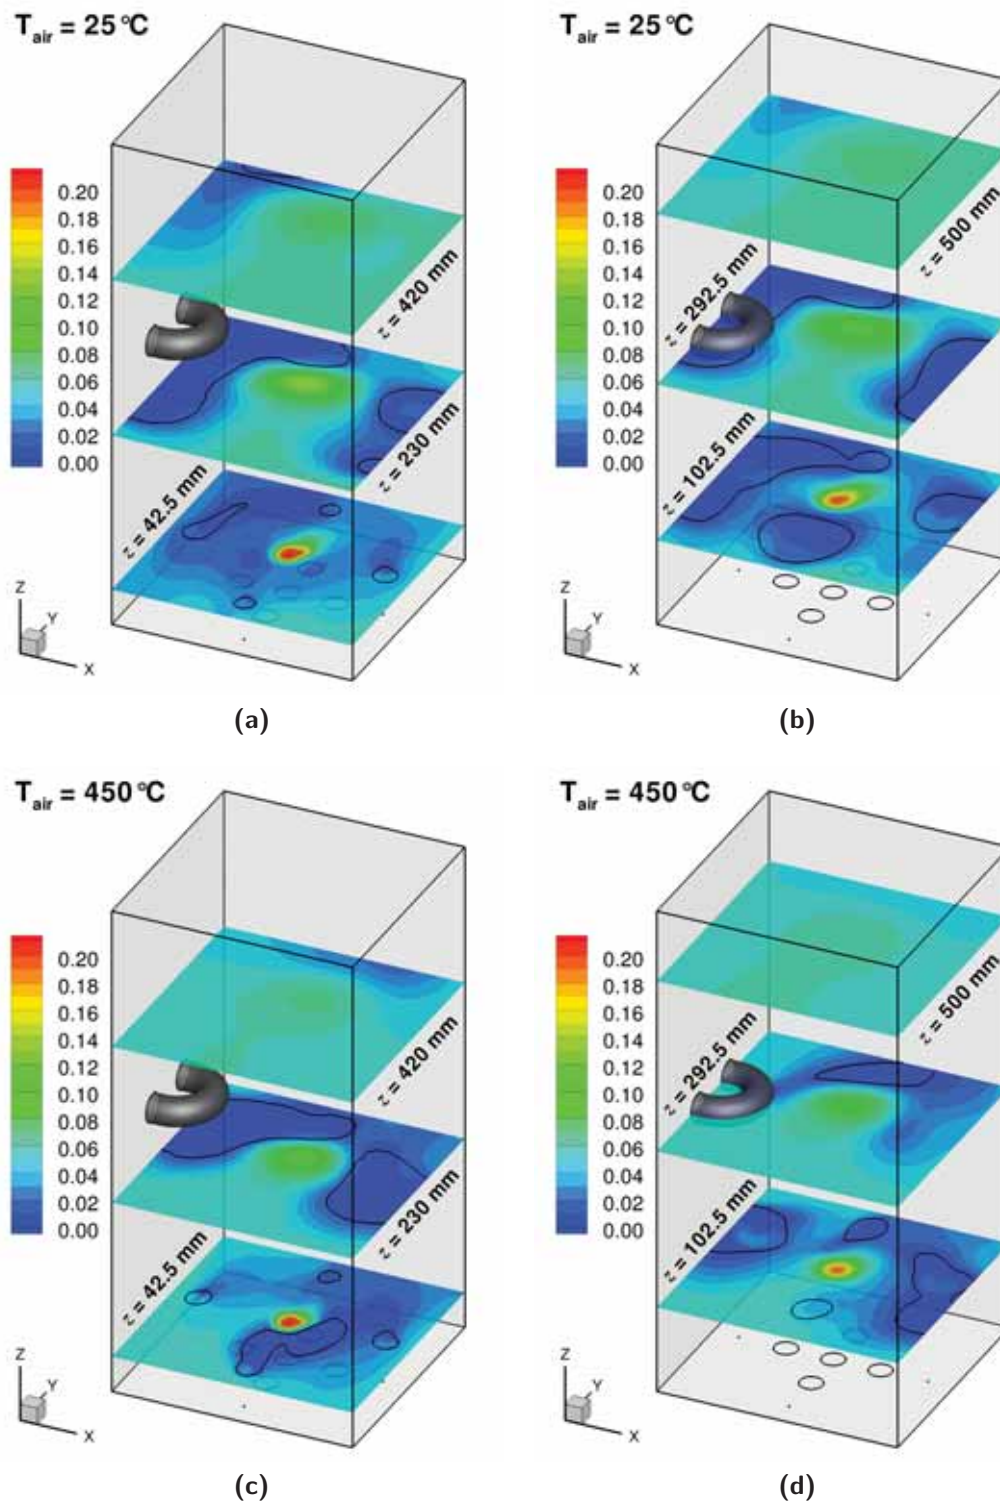 T_air = 25 °C
0.20
0.18
0.16
0.14
0.12
0.10
0.08
0.06
0.04
0.02
0.00
z = 420 mm
z = 230 mm
z = 42.5 mm
Z
Y
X
(a)
T_air = 25 °C
0.20
0.18
0.16
0.14
0.12
0.10
0.08
0.06
0.04
0.02
0.00
z = 500 mm
z = 292.5 mm
z = 102.5 mm
Z
Y
X
(b)
T_air = 450 °C
0.20
0.18
0.16
0.14
0.12
0.10
0.08
0.06
0.04
0.02
0.00
z = 420 mm
z = 230 mm
z = 42.5 mm
Z
Y
X
(c)
T_air = 450 °C
0.20
0.18
0.16
0.14
0.12
0.10
0.08
0.06
0.04
0.02
0.00
z = 500 mm
z = 292.5 mm
z = 102.5 mm
Z
Y
X
(d)